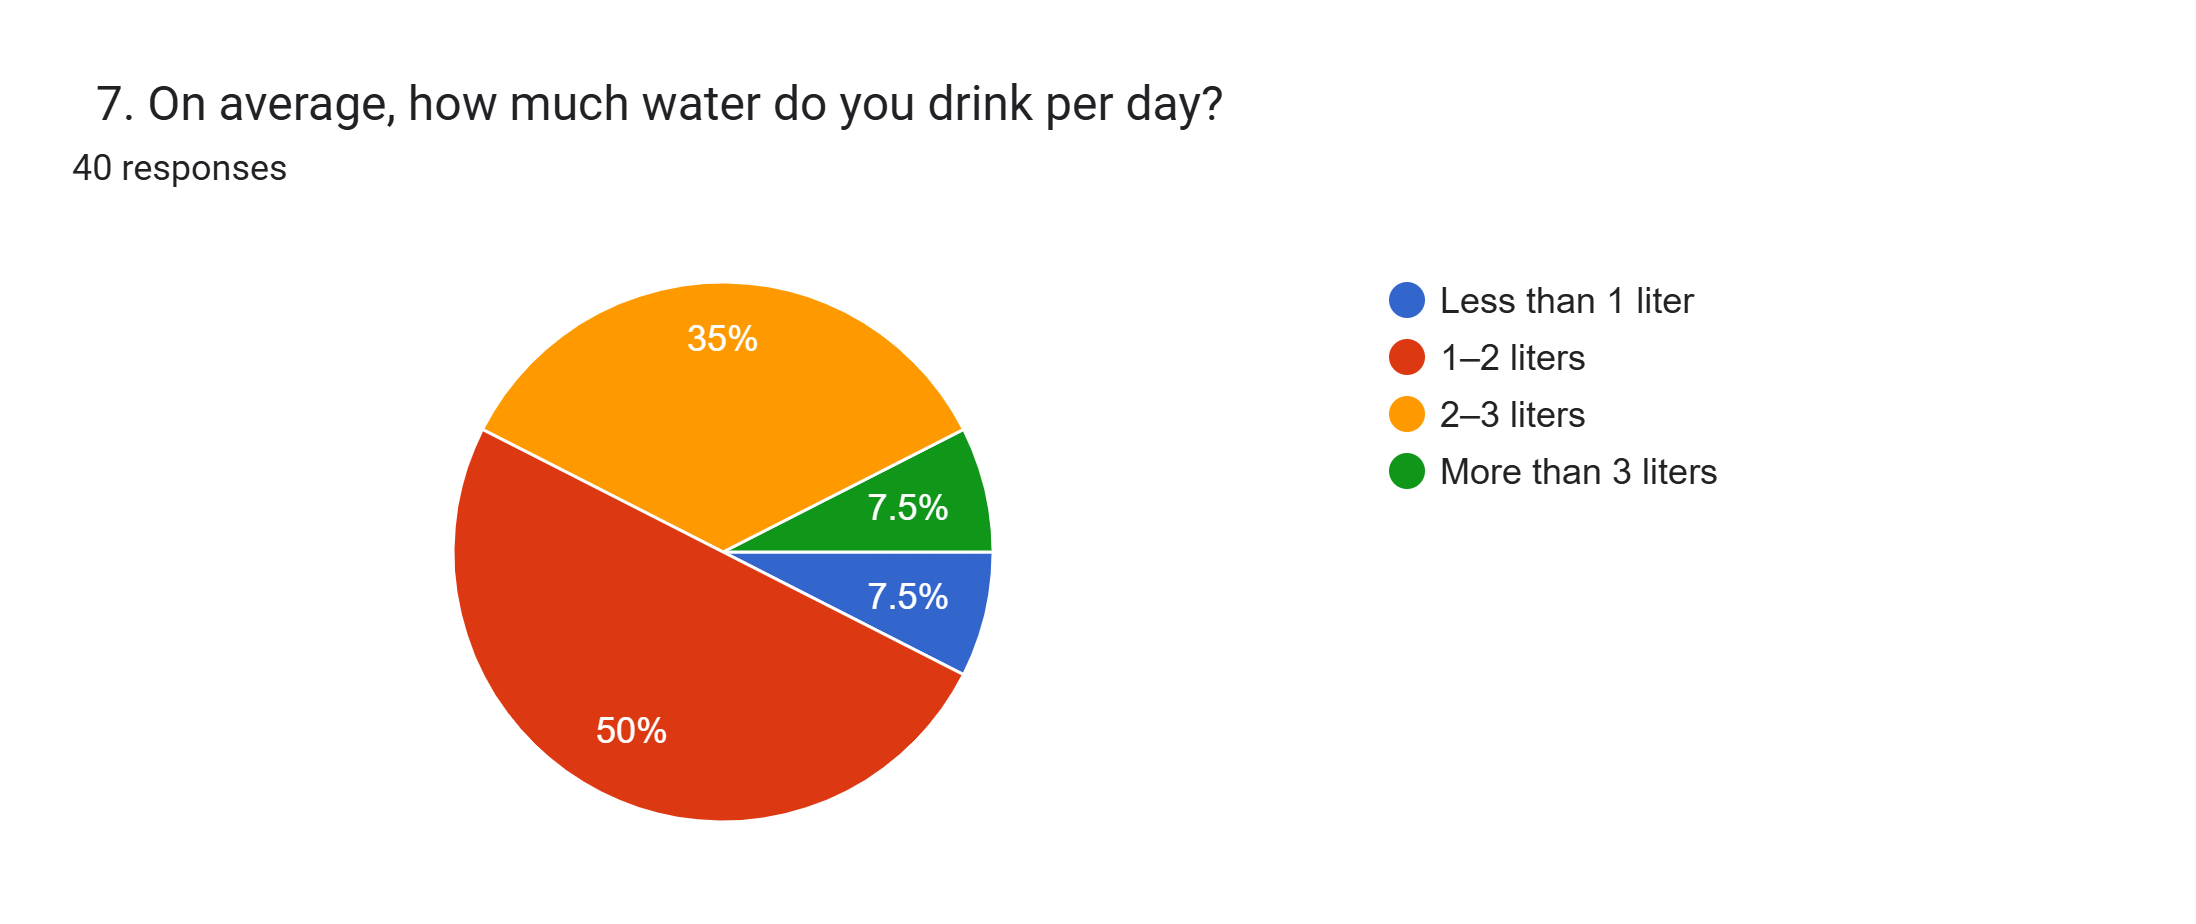 7. On average, how much water do you drink per day?
40 responses
35%
7.5%
7.5%
50%
Less than 1 liter
1–2 liters
2–3 liters
More than 3 liters